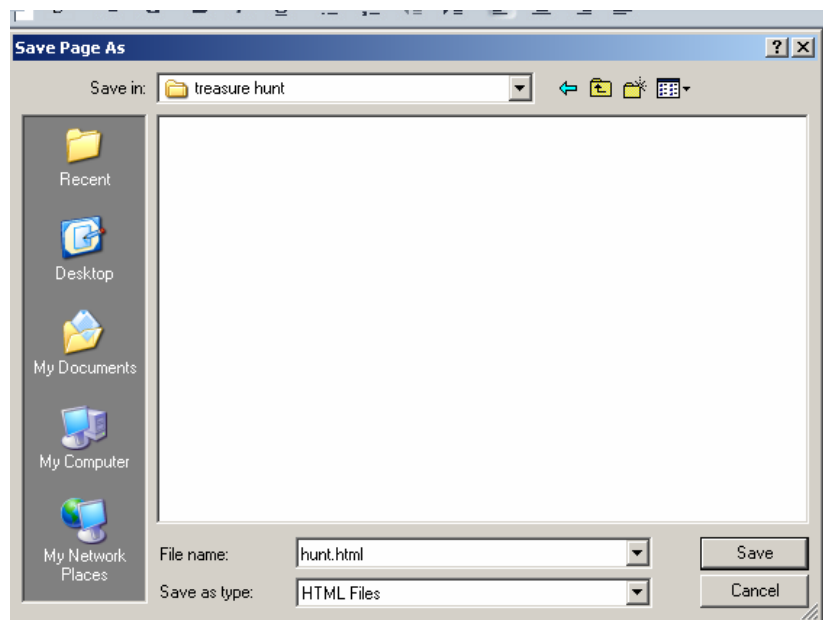 Save Page As
Save in:
treasure hunt
Recent
Desktop
My Documents
My Computer
My Network
Places
File name:
hunt.html
Save
Save as type:
HTML Files
Cancel